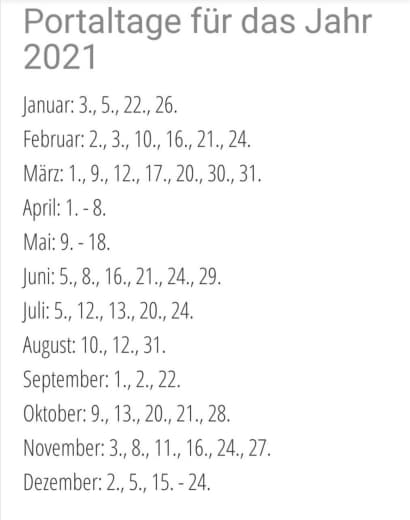 Portaltage für das Jahr
2021
Januar: 3., 5., 22., 26.
Februar: 2., 3., 10., 16., 21., 24.
März: 1., 9., 12., 17., 20., 30., 31.
April: 1. - 8.
Mai: 9. - 18.
Juni: 5., 8., 16., 21., 24., 29.
Juli: 5., 12., 13., 20., 24.
August: 10., 12., 31.
September: 1., 2., 22.
Oktober: 9., 13., 20., 21., 28.
November: 3., 8., 11., 16., 24., 27.
Dezember: 2., 5., 15. - 24.